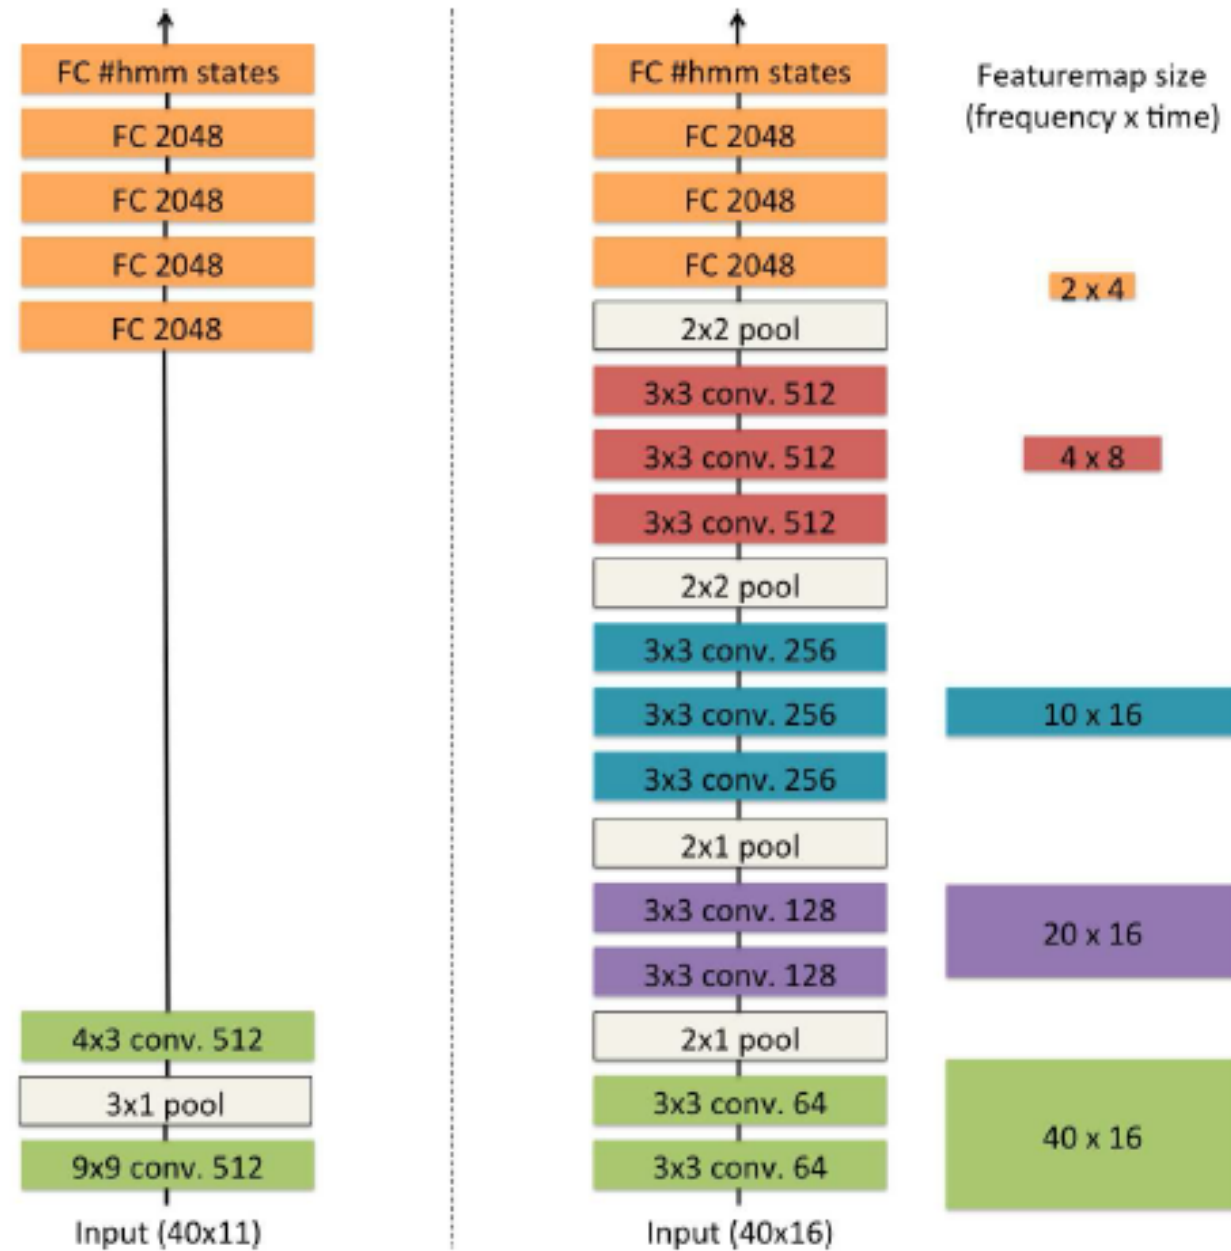 FC #hmm states
FC 2048
FC 2048
FC 2048
FC 2048
4x3 conv. 512
3x1 pool
9x9 conv. 512
Input (40x11)
FC #hmm states
FC 2048
FC 2048
FC 2048
2x2 pool
3x3 conv. 512
3x3 conv. 512
3x3 conv. 512
2x2 pool
3x3 conv. 256
3x3 conv. 256
3x3 conv. 256
2x1 pool
3x3 conv. 128
3x3 conv. 128
2x1 pool
3x3 conv. 64
3x3 conv. 64
Input (40x16)
Featuremap size
(frequency x time)
2 x 4
4 x 8
10 x 16
20 x 16
40 x 16